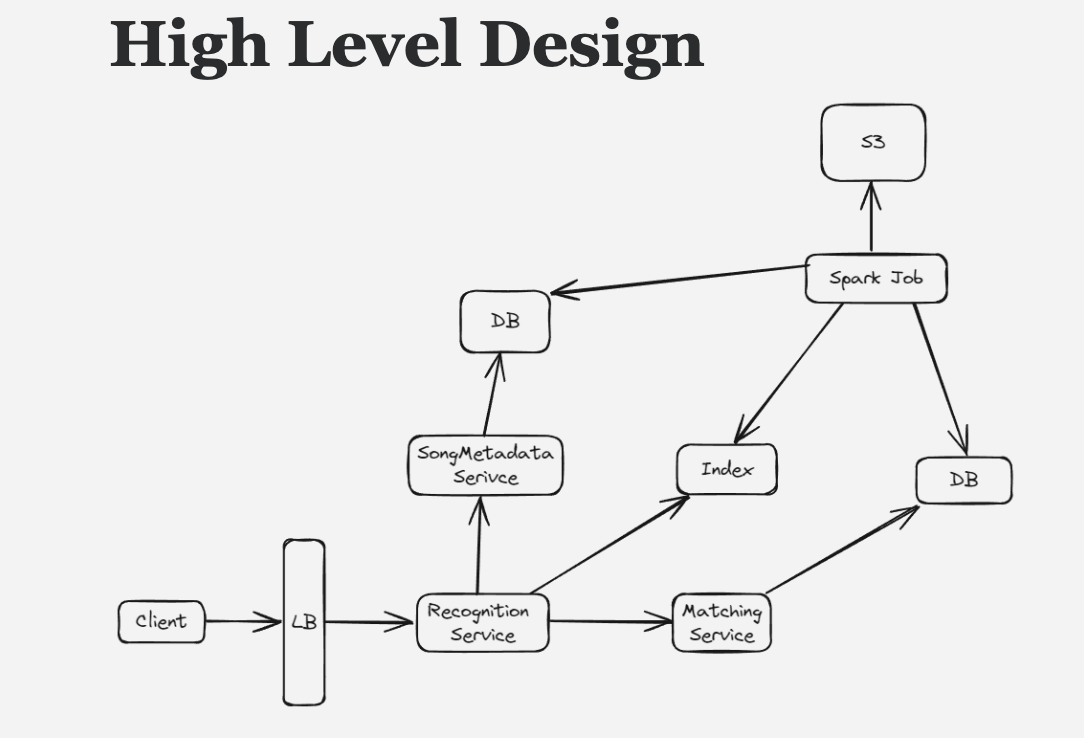 High Level Design
S3
Spark Job
DB
SongMetadata
Serivce
Index
DB
Client
LB
Recognition
Service
Matching
Service